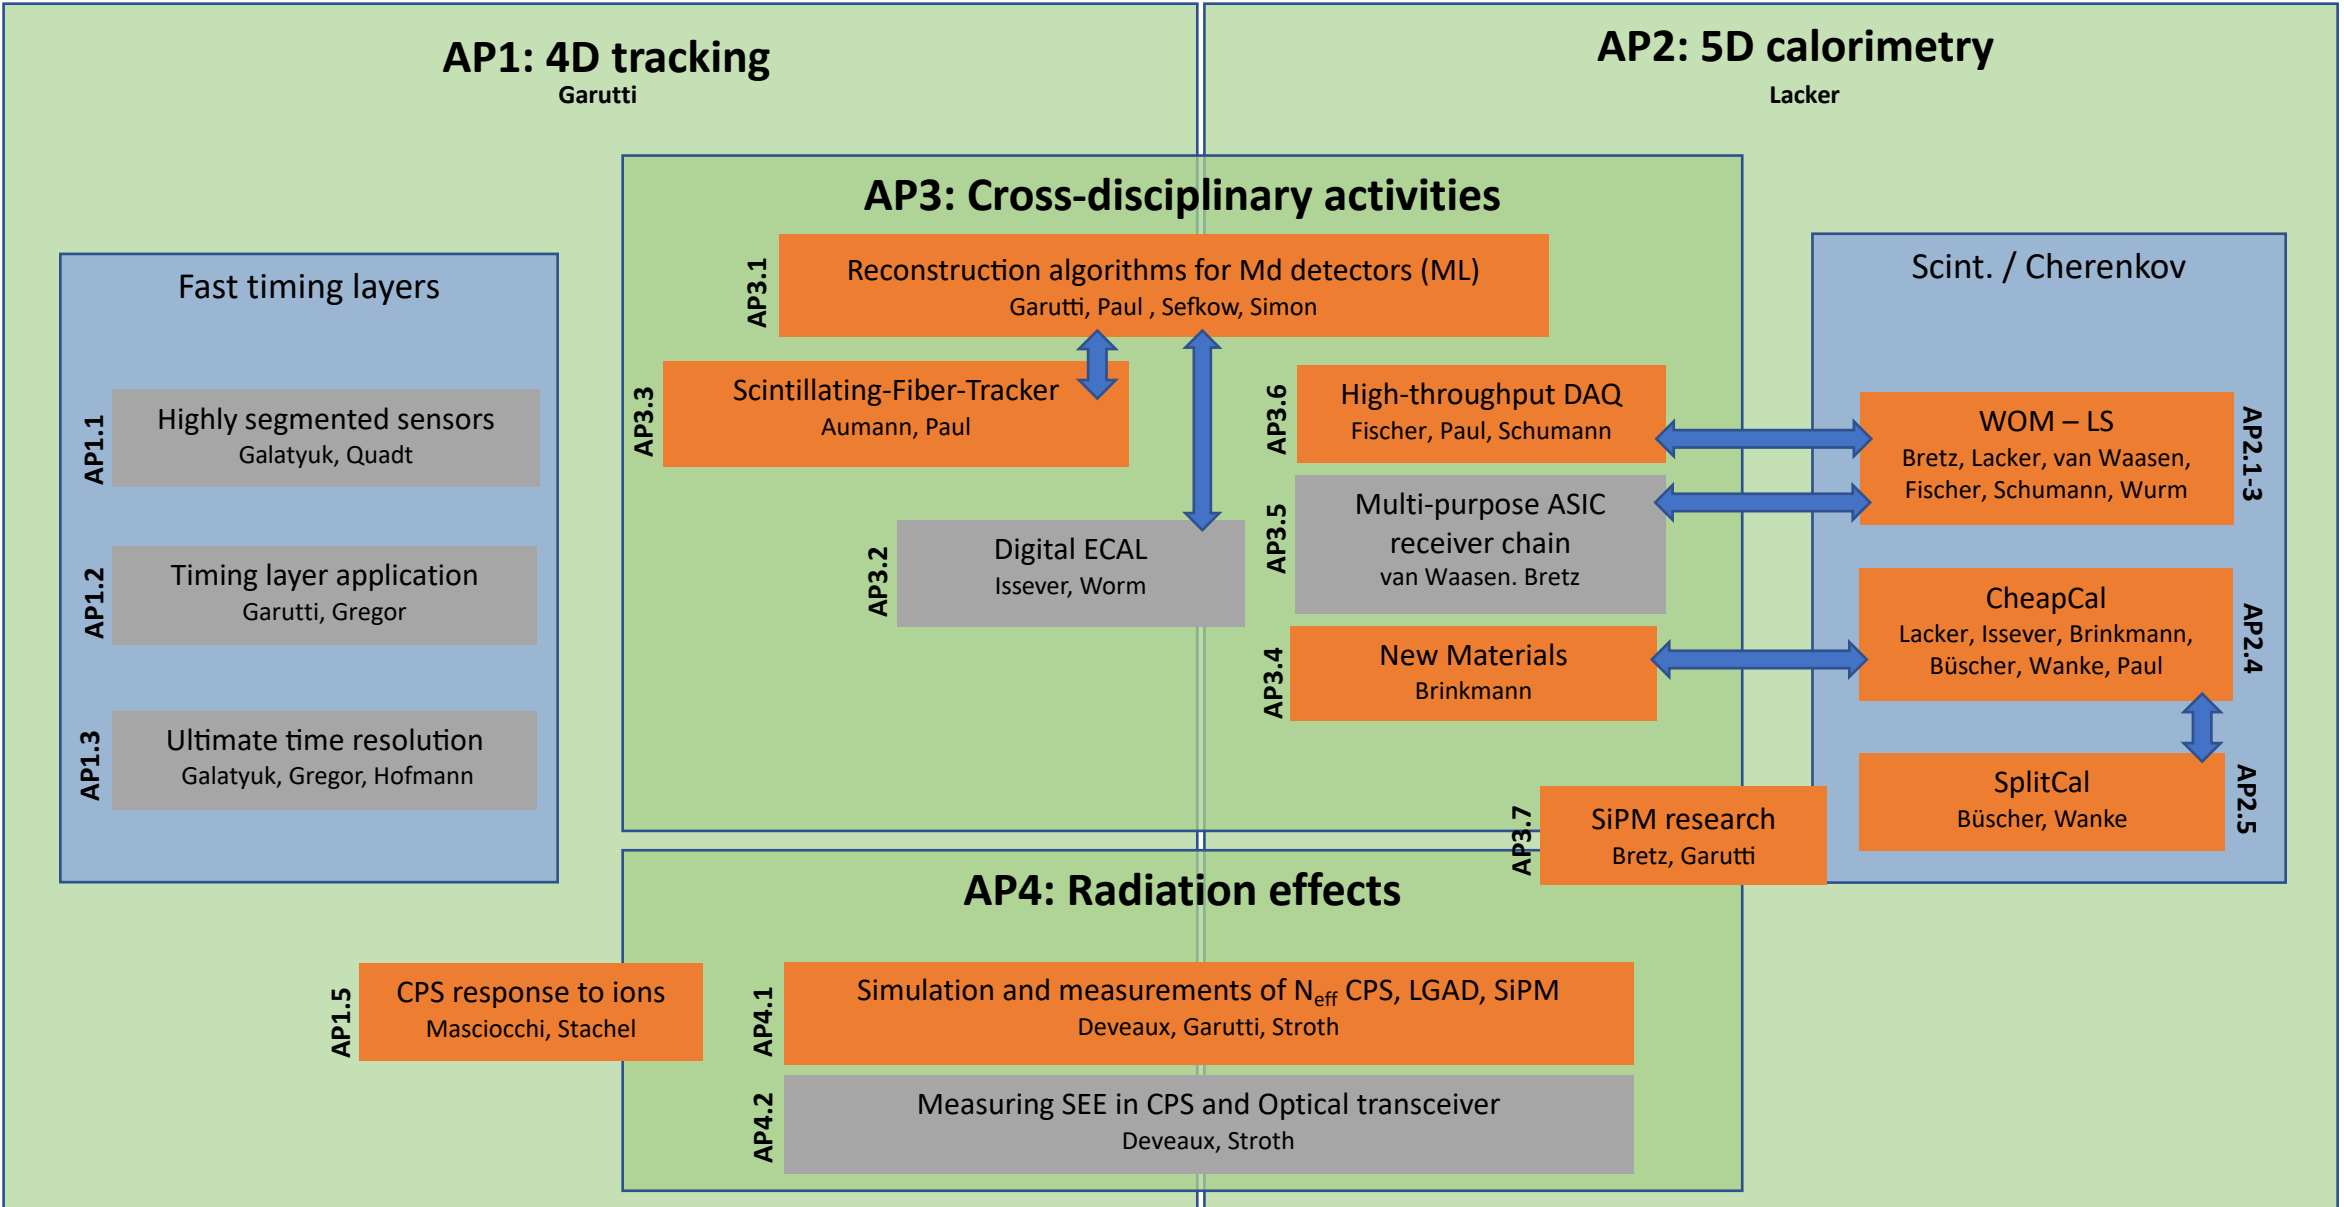 AP1: 4D tracking
Garutti
AP2: 5D calorimetry
Lacker
Fast timing layers
AP1.1
Highly segmented sensors
Galatyuk, Quadt
AP1.2
Timing layer application
Garutti, Gregor
AP1.3
Ultimate time resolution
Galatyuk, Gregor, Hofmann
AP3: Cross-disciplinary activities
AP3.1
Reconstruction algorithms for Md detectors (ML)
Garutti, Paul , Sefkow, Simon
AP3.3
Scintillating-Fiber-Tracker
Aumann, Paul
AP3.2
Digital ECAL
Issever, Worm
AP3.6
High-throughput DAQ
Fischer, Paul, Schumann
AP3.5
Multi-purpose ASIC
receiver chain
van Waasen. Bretz
AP3.4
New Materials
Brinkmann
AP3.7
SiPM research
Bretz, Garutti
Scint. / Cherenkov
WOM – LS
Bretz, Lacker, van Waasen,
Fischer, Schumann, Wurm
AP2.1-3
CheapCal
Lacker, Issever, Brinkmann,
Büscher, Wanke, Paul
AP2.4
SplitCal
Büscher, Wanke
AP2.5
AP4: Radiation effects
AP1.5
CPS response to ions
Masciocchi, Stachel
AP4.1
Simulation and measurements of Neff CPS, LGAD, SiPM
Deveaux, Garutti, Stroth
AP4.2
Measuring SEE in CPS and Optical transceiver
Deveaux, Stroth